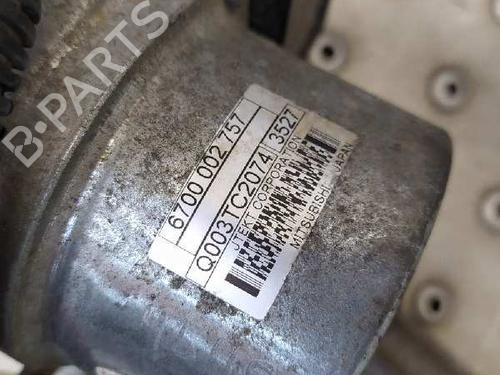 B-PARTS
6700 002 757
Q003TC2074 3527
JTEKT CORPORATION
MITSUBISHI JAPAN